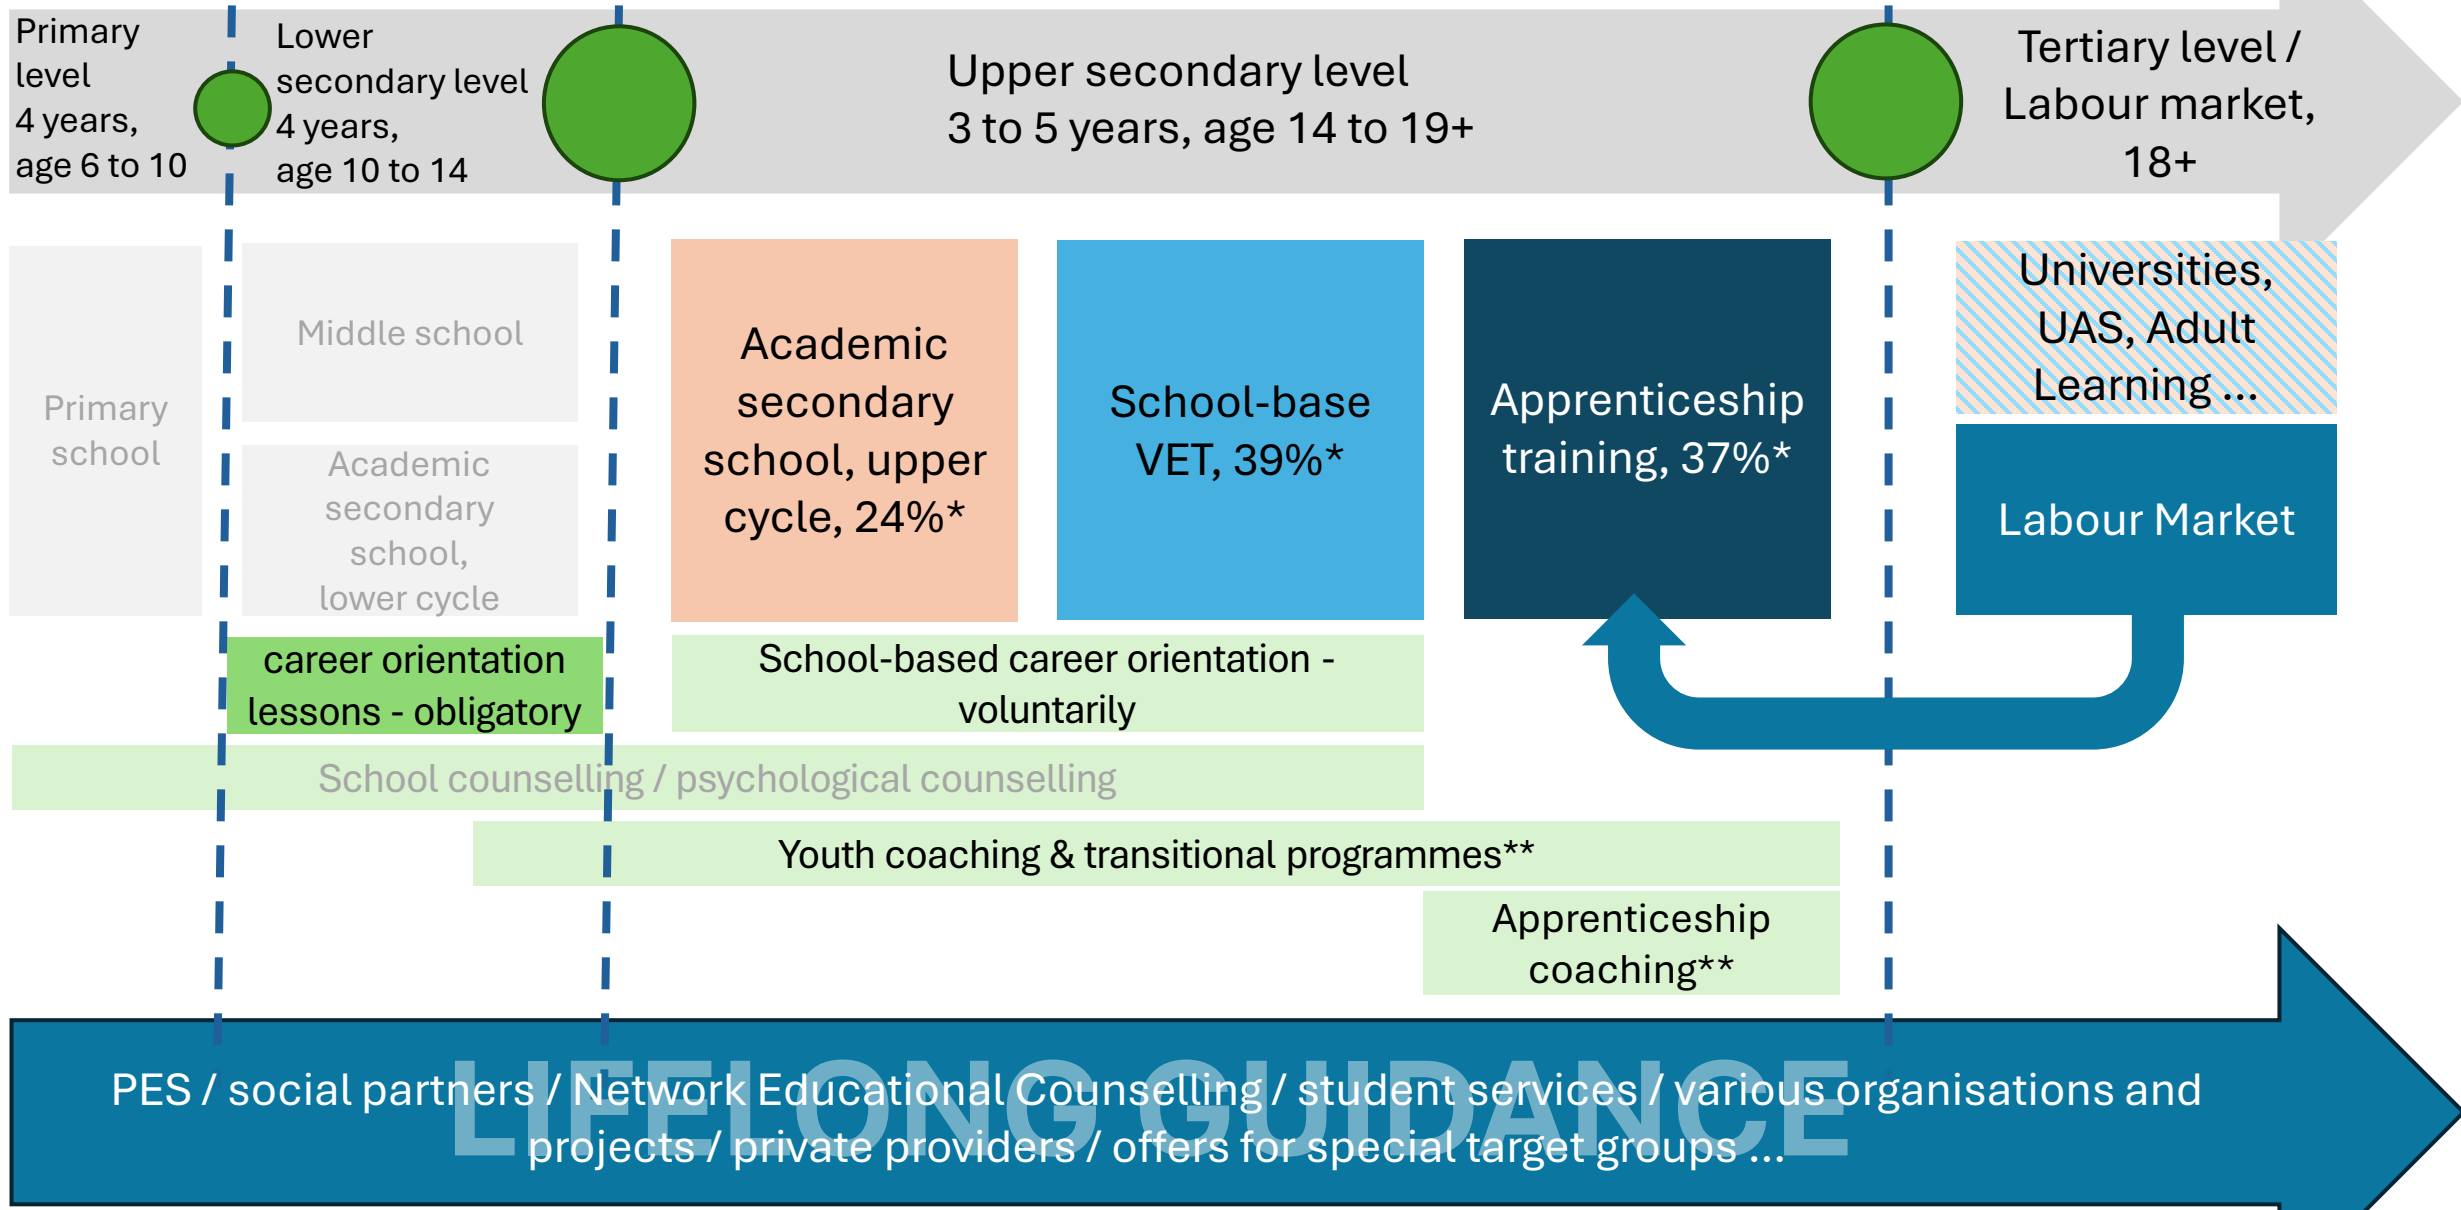 Primary
level
4 years,
age 6 to 10
Lower
secondary level
4 years,
age 10 to 14
Upper secondary level
3 to 5 years, age 14 to 19+
Tertiary level /
Labour market,
18+
Primary
school
Middle school
Academic
secondary
school,
lower cycle
Academic
secondary
school, upper
cycle, 24%*
School-base
VET, 39%*
Apprenticeship
training, 37%*
Universities,
UAS, Adult
Learning ...
Labour Market
career orientation
lessons - obligatory
School-based career orientation -
voluntarily
School counselling / psychological counselling
Youth coaching & transitional programmes**
Apprenticeship
coaching**
LIFELONG GUIDANCE
PES / social partners / Network Educational Counselling / student services / various organisations and
projects / private providers / offers for special target groups ...